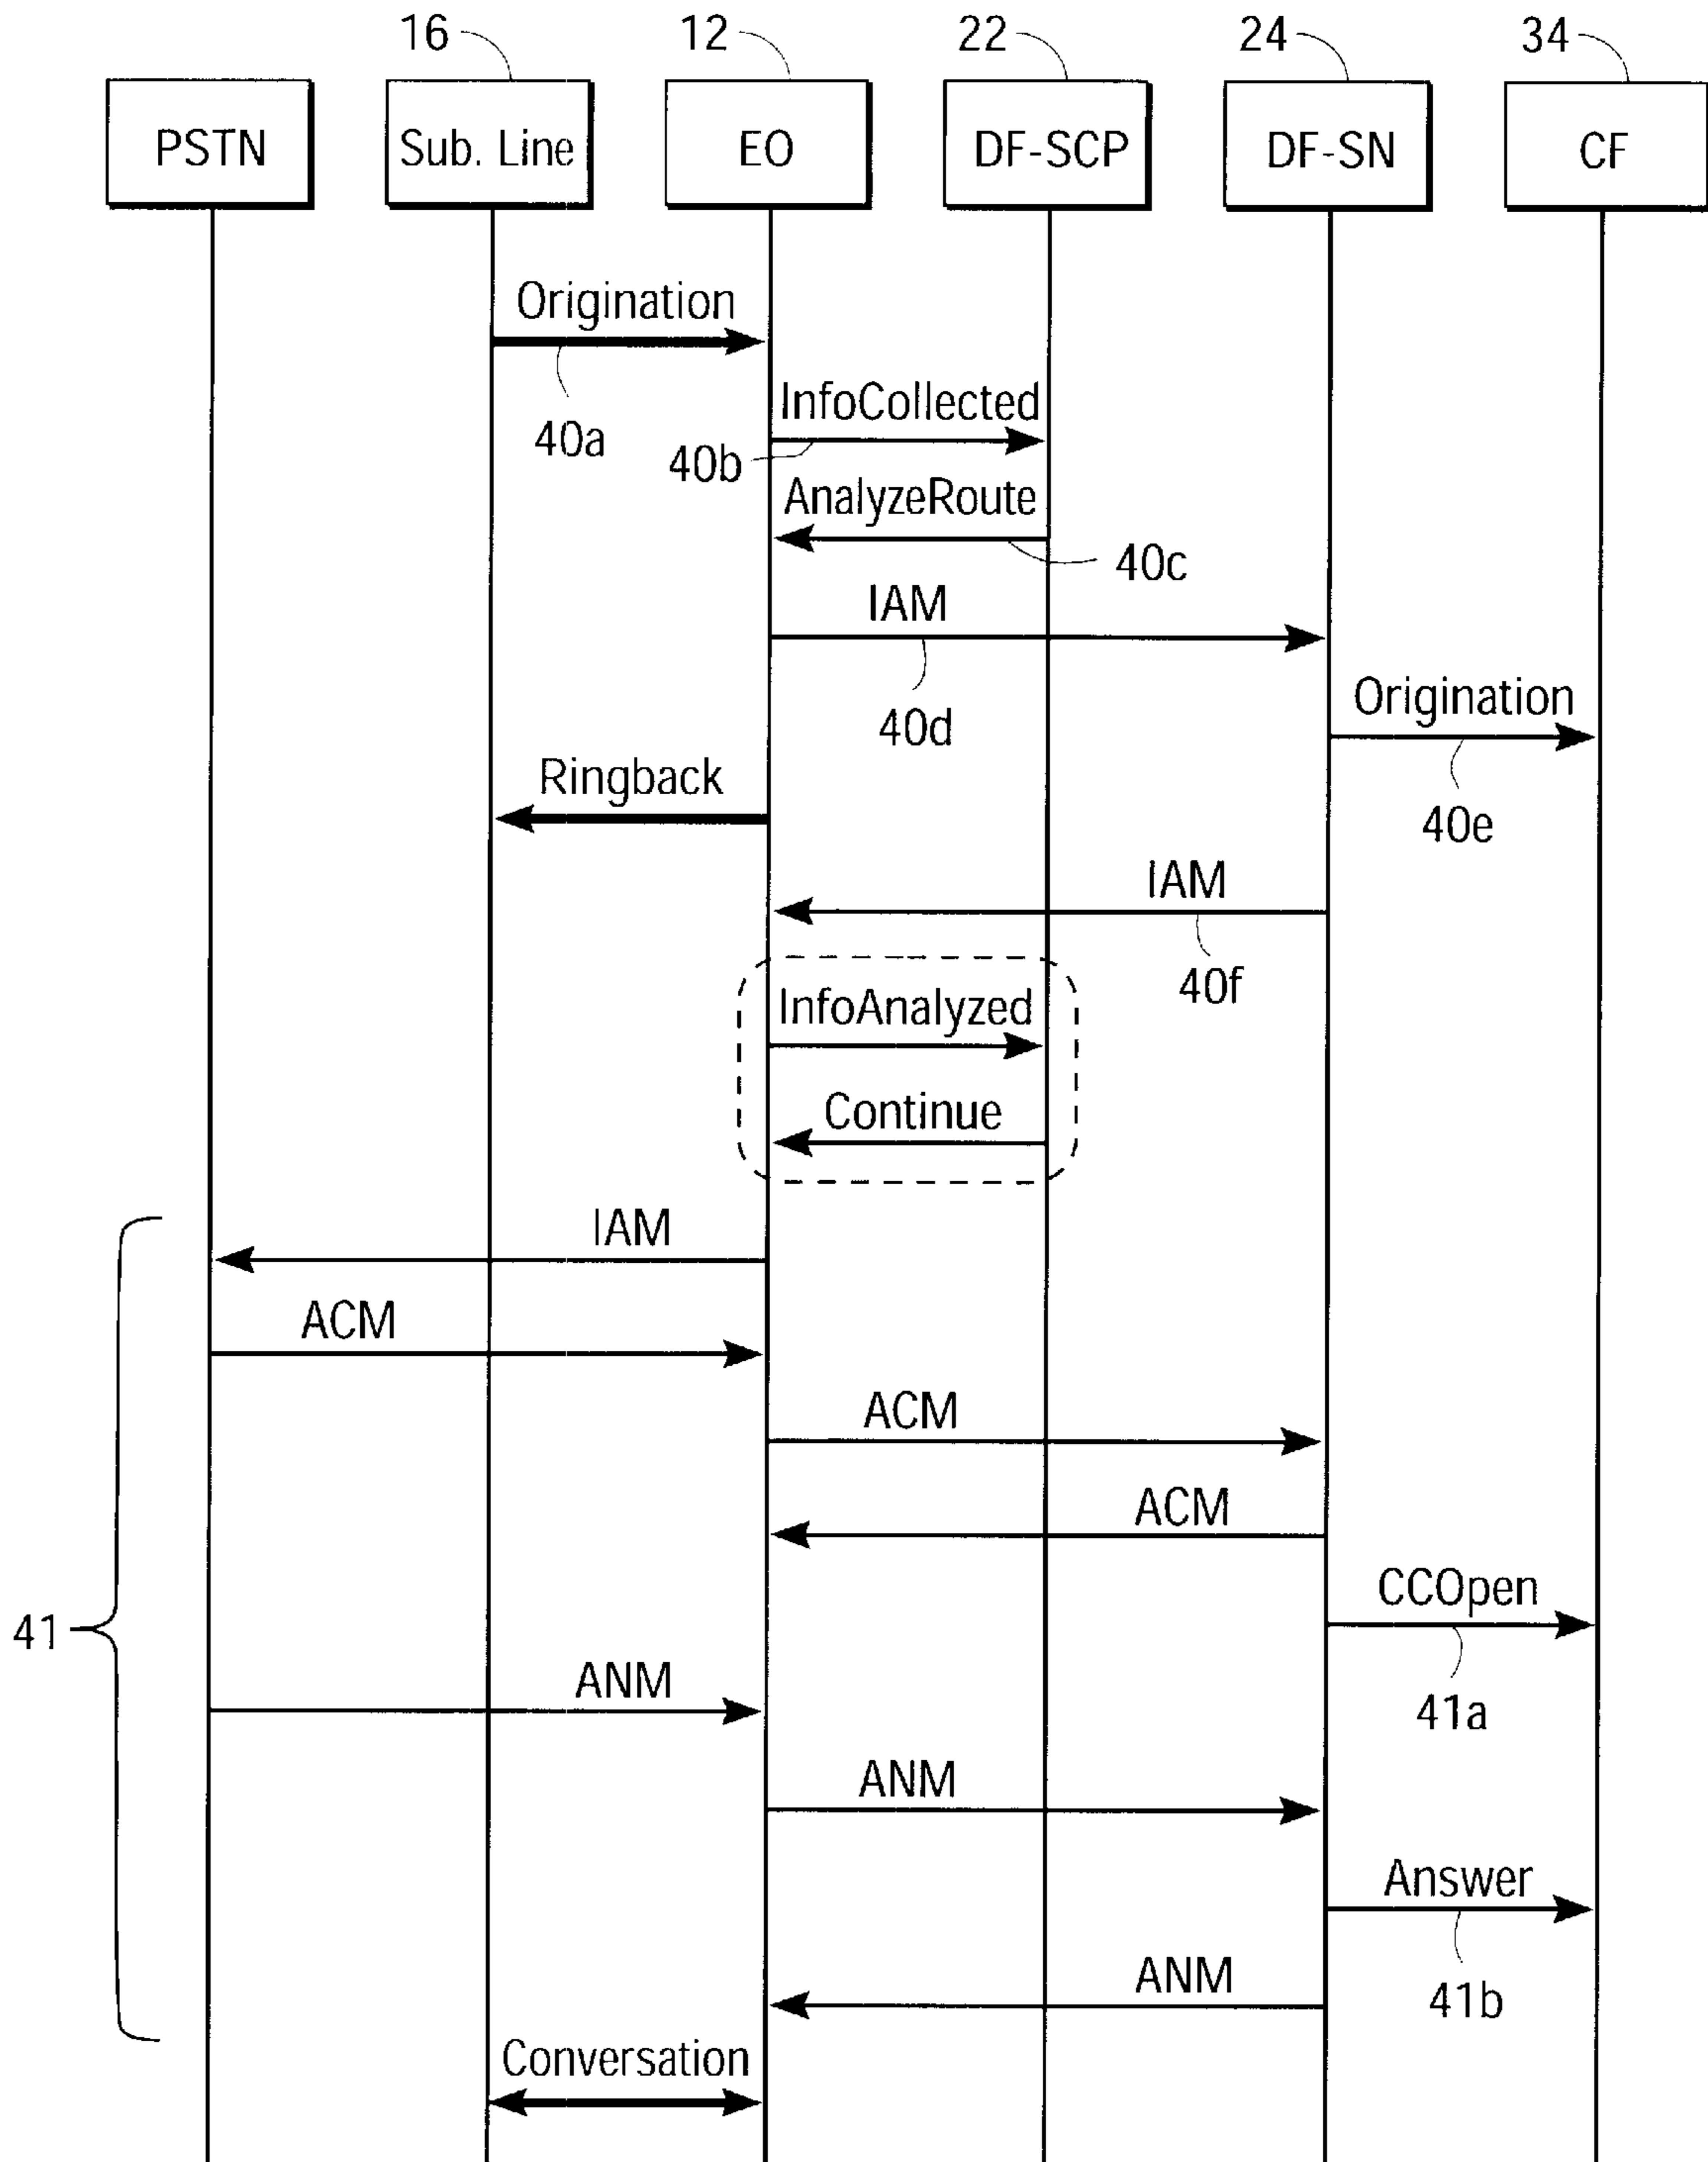 16 12 22 24 34
PSTN Sub. Line EO DF-SCP DF-SN CF
Origination
40a
InfoCollected
40b
AnalyzeRoute
40c
IAM
40d
Origination
40e
Ringback
IAM
40f
InfoAnalyzed
Continue
IAM
ACM
ACM
ACM
CCOpen
41a
41
ANM
ANM
Answer
41b
ANM
Conversation